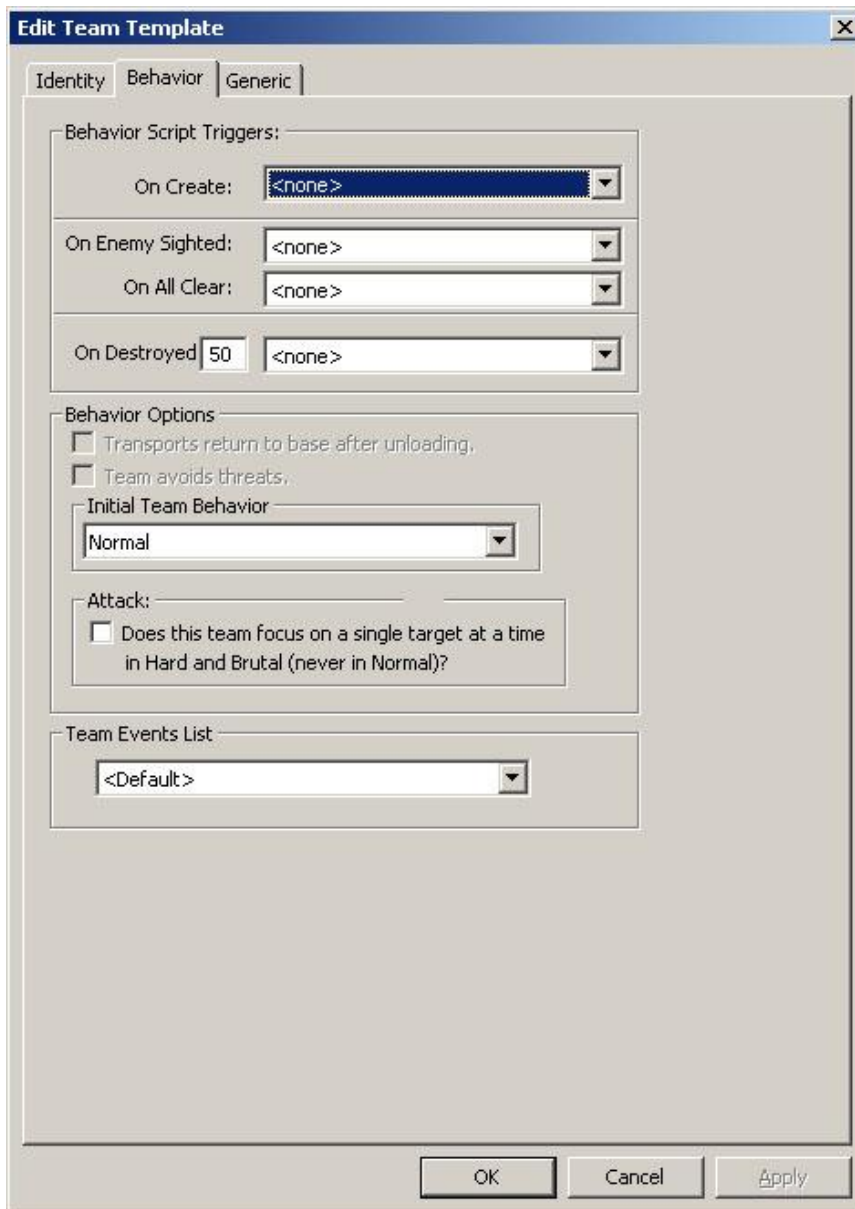 Edit Team Template
Identity
Behavior
Generic
Behavior Script Triggers:
On Create: <none>
On Enemy Sighted: <none>
On All Clear: <none>
On Destroyed 50 <none>
Behavior Options
Transports return to base after unloading.
Team avoids threats.
Initial Team Behavior
Normal
Attack:
Does this team focus on a single target at a time
in Hard and Brutal (never in Normal)?
Team Events List
<Default>
OK
Cancel
Apply